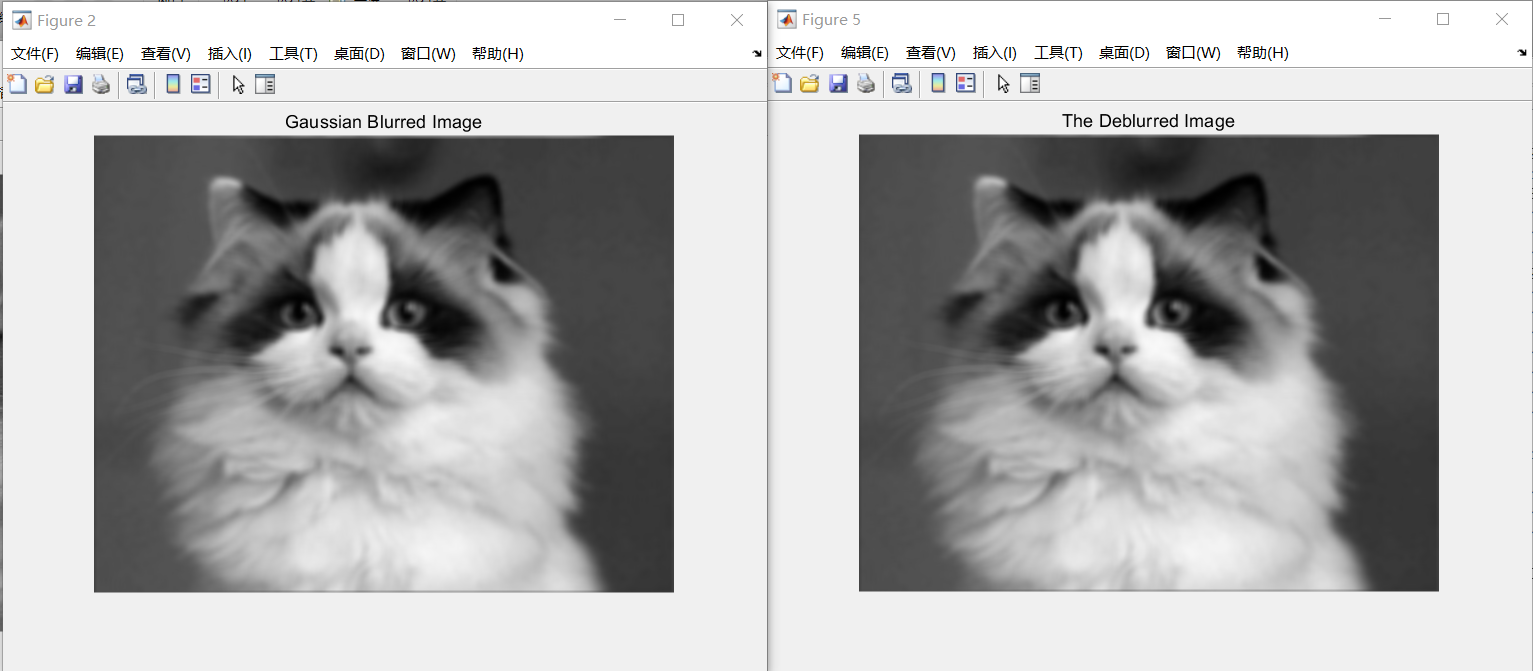 Figure 2
文件(F) 编辑(E) 查看(V) 插入(I) 工具(T) 桌面(D) 窗口(W) 帮助(H)
Gaussian Blurred Image
Figure 5
文件(F) 编辑(E) 查看(V) 插入(I) 工具(T) 桌面(D) 窗口(W) 帮助(H)
The Deblurred Image